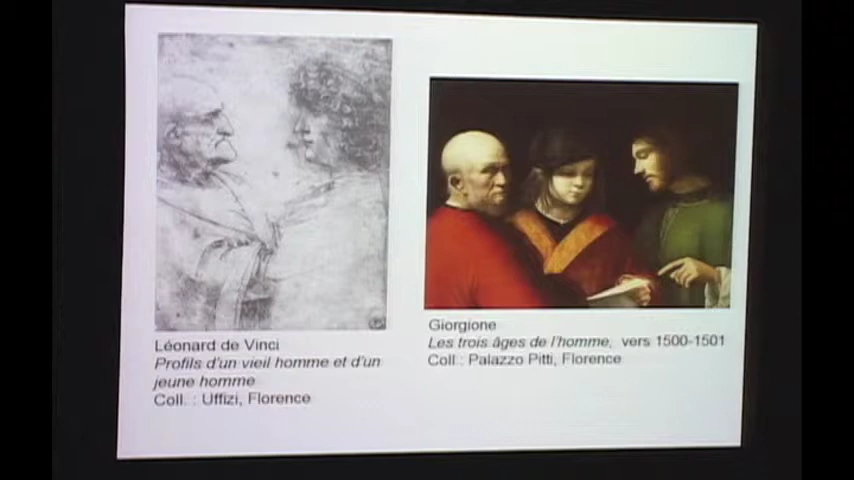 Léonard de Vinci
Profils d'un vieil homme et d'un
jeune homme
Coll. : Uffizi, Florence
Giorgione
Les trois âges de l'homme, vers 1500-1501
Coll : Palazzo Pitti, Florence